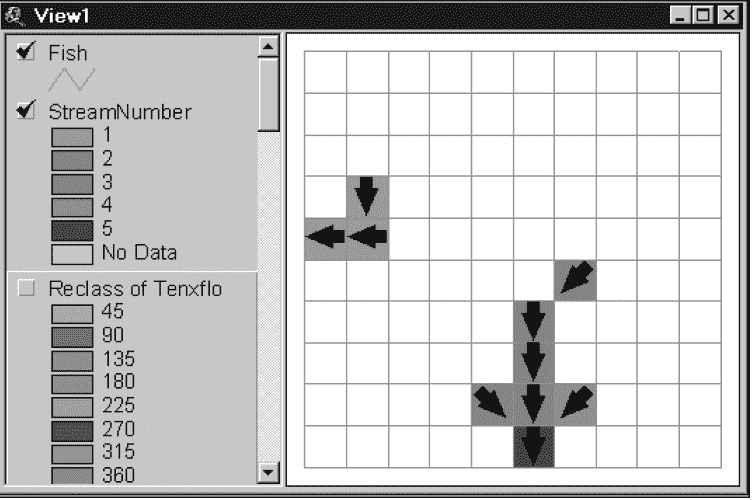 View1
Fish
StreamNumber
1
2
3
4
5
No Data
Reclass of Tenxflo
45
90
135
180
225
270
315
360